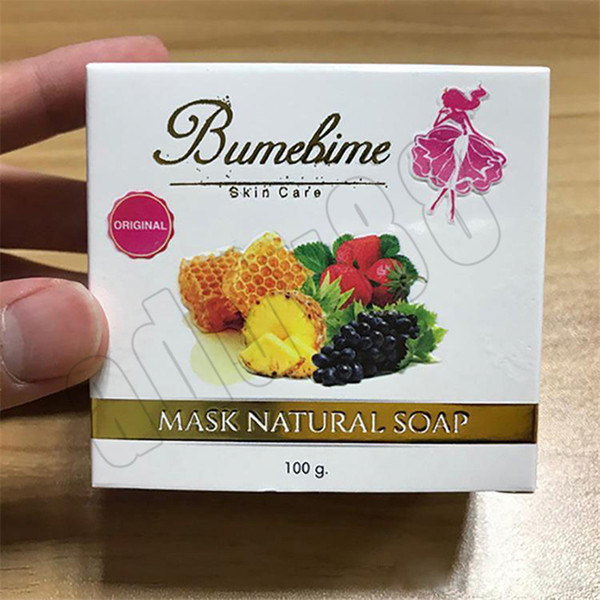 Bumebime
Skin Care
ORIGINAL
MASK NATURAL SOAP
100 g.